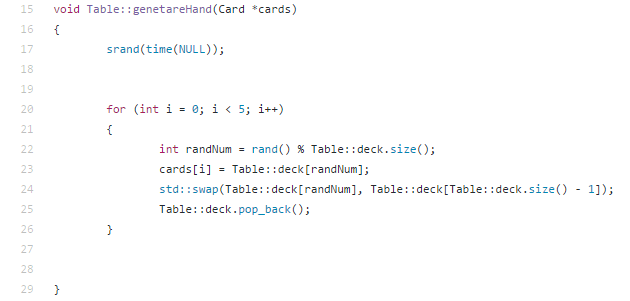 15 void Table::genetareHand(Card *cards)
16 {
17 srand(time(NULL));
18
19
20 for (int i = 0; i < 5; i++)
21 {
22 int randNum = rand() % Table::deck.size();
23 cards[i] = Table::deck[randNum];
24 std::swap(Table::deck[randNum], Table::deck[Table::deck.size() - 1]);
25 Table::deck.pop_back();
26 }
27
28
29 }